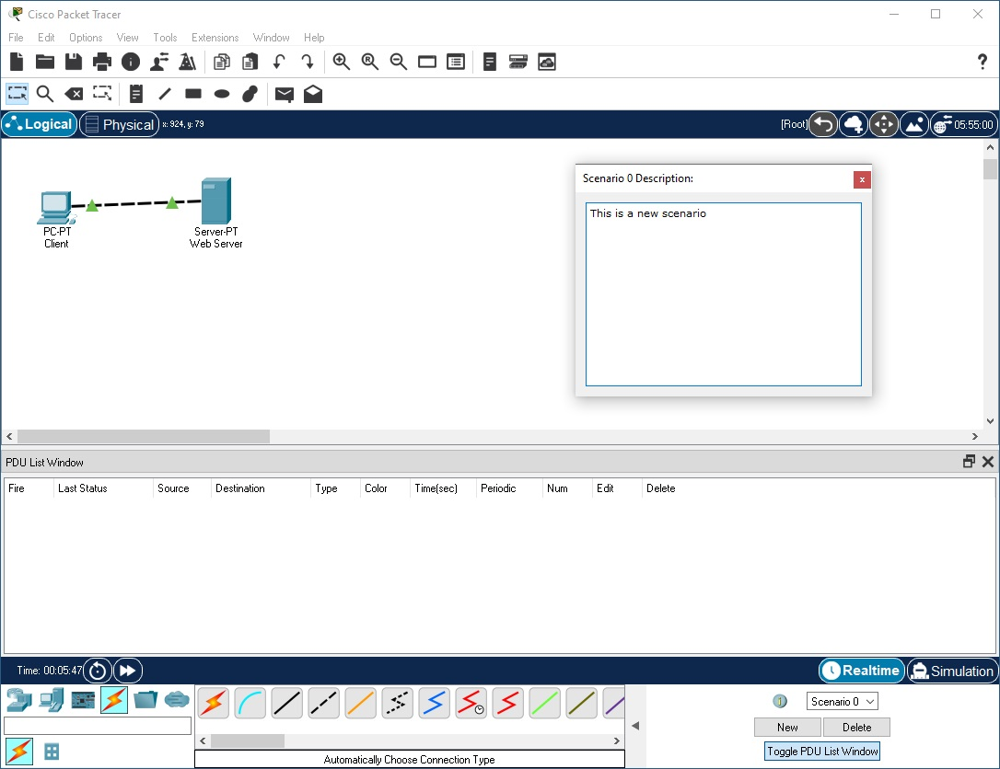 Cisco Packet Tracer
File Edit Options View Tools Extensions Window Help
R
?
Logical Physical x: 924, y: 79 [Root] 05:55:00
Scenario 0 Description: x
This is a new scenario
PC-PT
Client
Server-PT
Web Server
PDU List Window
Fire Last Status Source Destination Type Color Time(sec) Periodic Num Edit Delete
Time: 00:05:47 Realtime Simulation
Scenario 0
New Delete
Toggle PDU List Window
Automatically Choose Connection Type